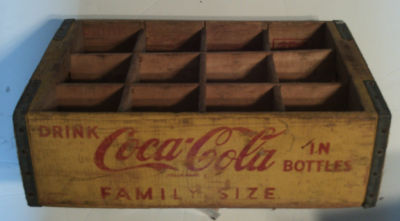 DRINK Coca-Cola IN
BOTTLES
FAMILY SIZE